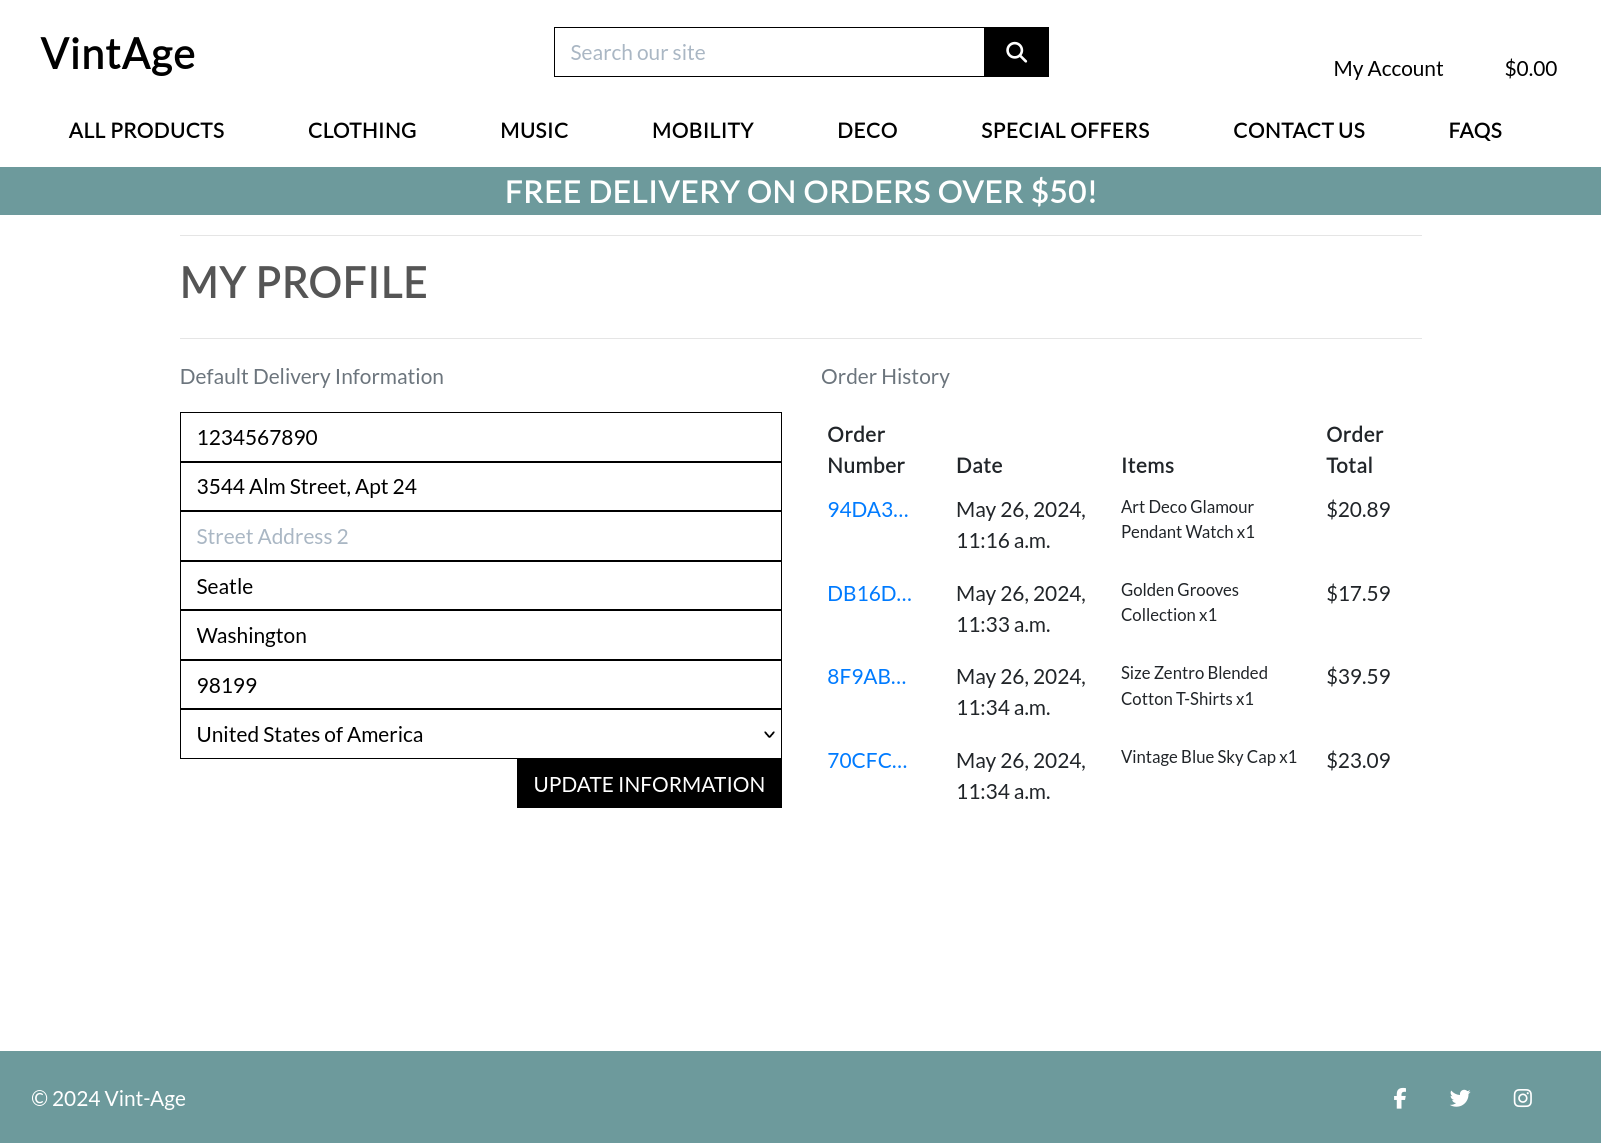 VintAge
Search our site
My Account
$0.00
ALL PRODUCTS
CLOTHING
MUSIC
MOBILITY
DECO
SPECIAL OFFERS
CONTACT US
FAQS
FREE DELIVERY ON ORDERS OVER $50!
MY PROFILE
Default Delivery Information
1234567890
3544 Alm Street, Apt 24
Street Address 2
Seatle
Washington
98199
United States of America
UPDATE INFORMATION
Order History
Order
Number
Date
Items
Order
Total
94DA3...
May 26, 2024,
11:16 a.m.
Art Deco Glamour
Pendant Watch x1
$20.89
DB16D...
May 26, 2024,
11:33 a.m.
Golden Grooves
Collection x1
$17.59
8F9AB...
May 26, 2024,
11:34 a.m.
Size Zentro Blended
Cotton T-Shirts x1
$39.59
70CFC...
May 26, 2024,
11:34 a.m.
Vintage Blue Sky Cap x1
$23.09
© 2024 Vint-Age